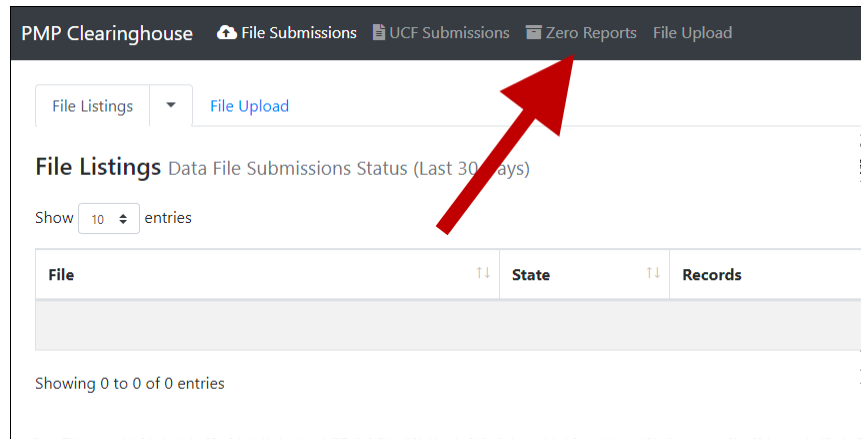 PMP Clearinghouse File Submissions UCF Submissions Zero Reports File Upload
File Listings File Upload
File Listings Data File Submissions Status (Last 30 Days)
Show 10 entries
File State Records
Showing 0 to 0 of 0 entries